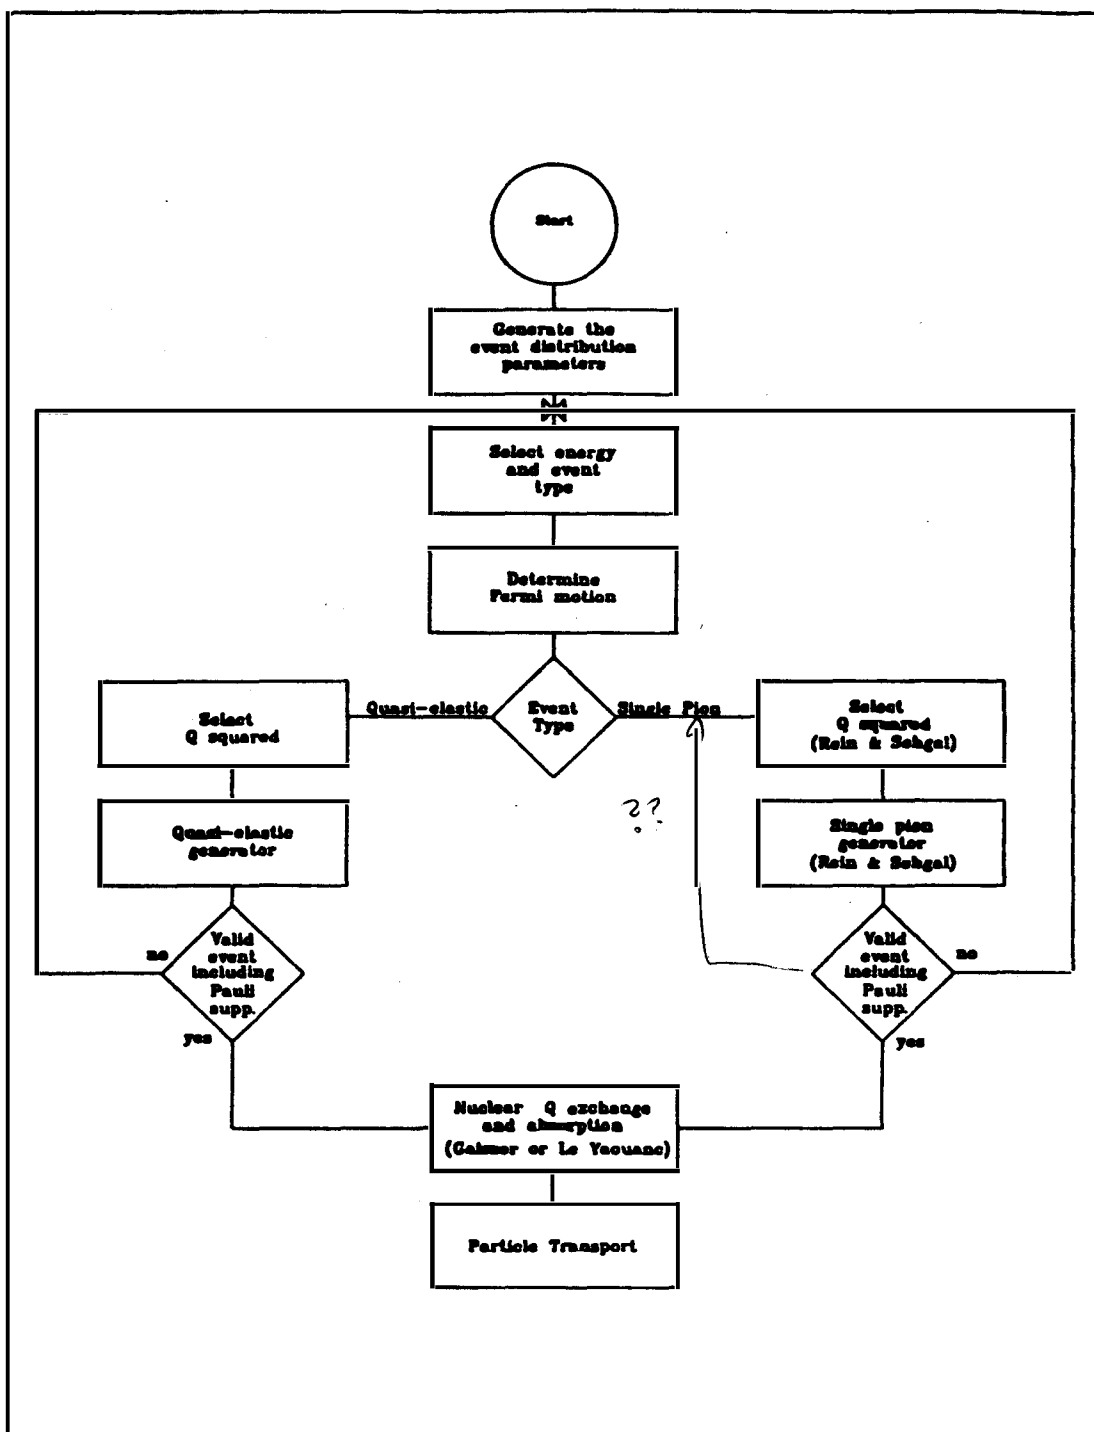 Start
Generate the
event distribution
parameters
Select energy
and event
type
Determine
Fermi motion
Quasi-elastic
Event
Type
Single Pion
Select
Q squared
Select
Q squared
(Rein & Sehgal)
Quasi-elastic
generator
??
Single pion
generator
(Rein & Sehgal)
no
Valid
event
including
Pauli
supp.
yes
Valid
event
including
Pauli
supp.
no
yes
Nuclear Q exchange
and absorption
(Gaisser or Le Yaouanc)
Particle Transport